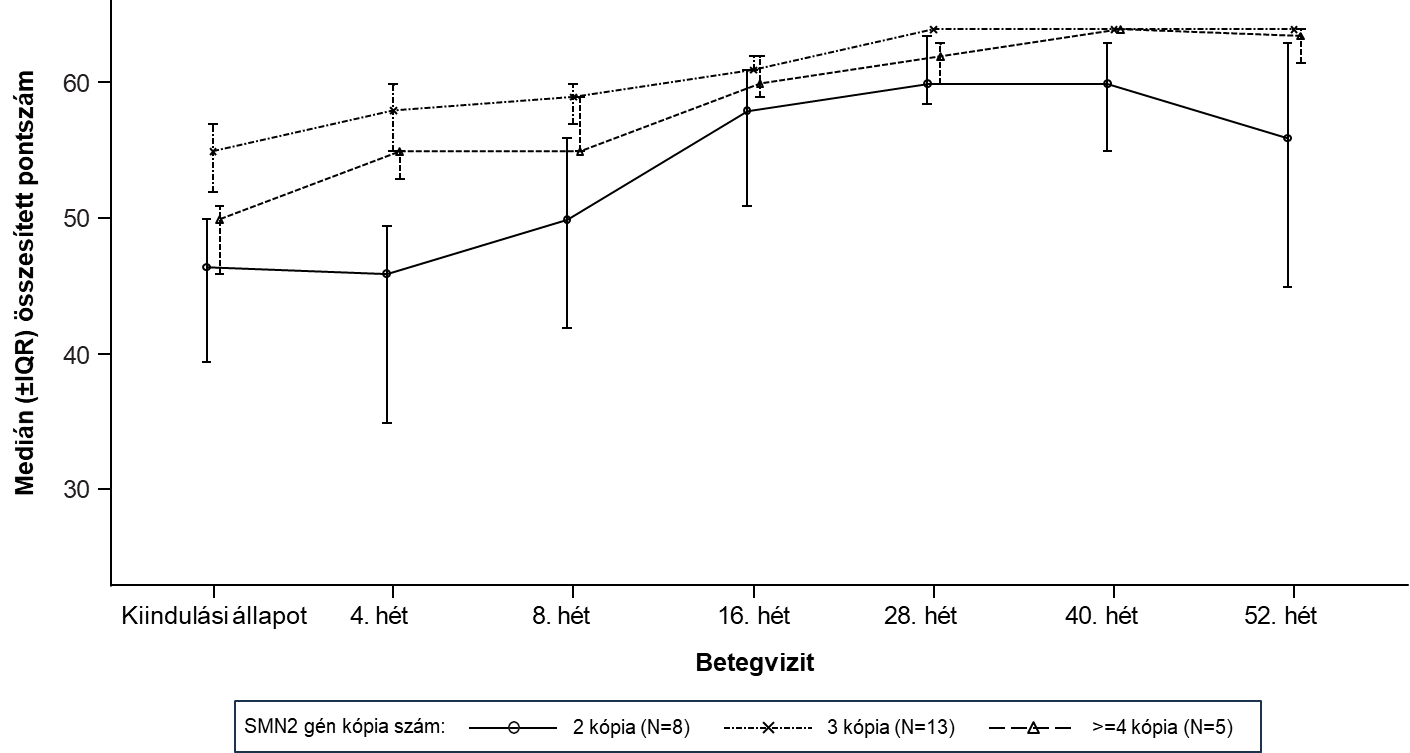 Medián (±IQR) összesített pontszám
60
50
40
30
Kiindulási állapot 4. hét 8. hét 16. hét 28. hét 40. hét 52. hét
Betegvizit
SMN2 gén kópia szám: 2 kópia (N=8) 3 kópia (N=13) >=4 kópia (N=5)